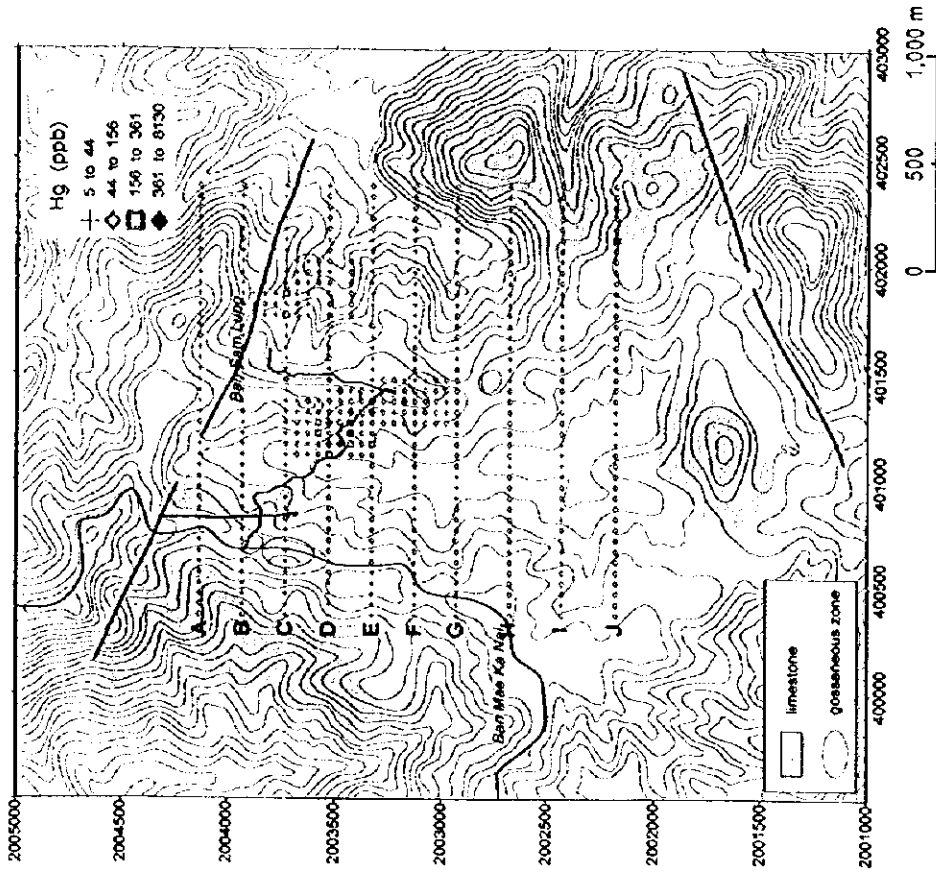 Hg (ppb)
5 to 44
44 to 156
156 to 361
361 to 8130
2005000
2004500
2004000
2003500
2003000
2002500
2002000
2001500
2001000
Ban Sam Lung
A
B
C
D
E
F
G
H
I
J
Ban Mae Ka Nai
limestone
gossaneous zone
400000
400500
401000
401500
402000
402500
403000
0 500 1,000 m